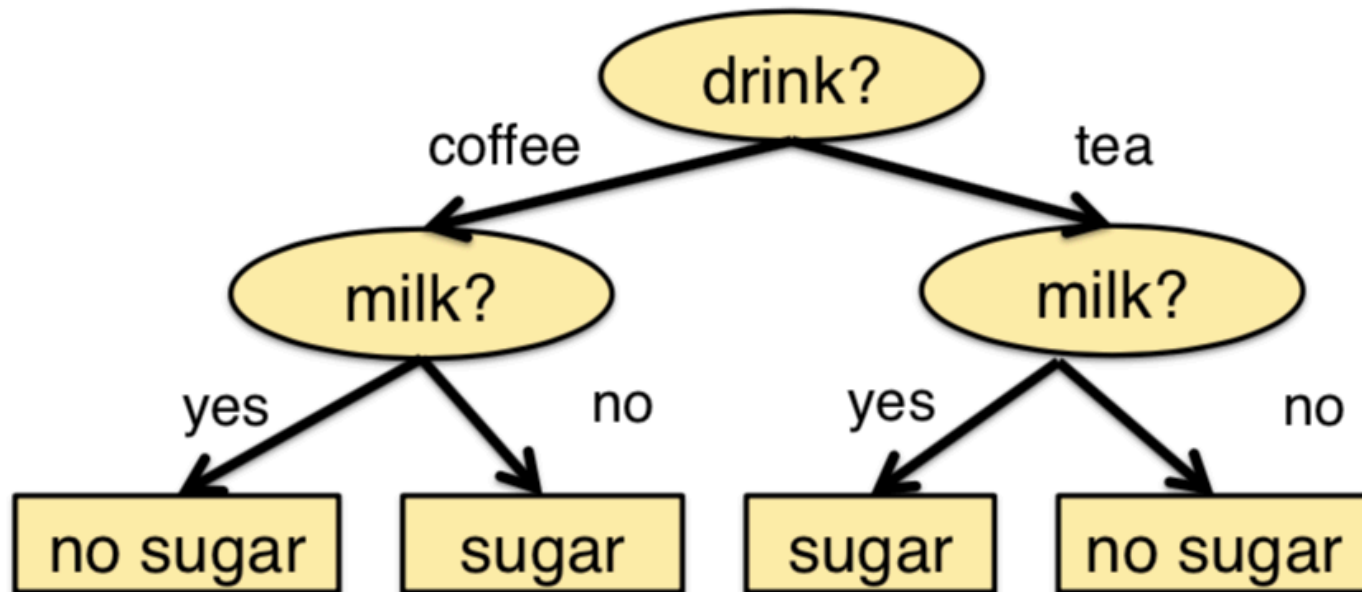 drink?
coffee
tea
milk?
milk?
yes
no
yes
no
no sugar
sugar
sugar
no sugar